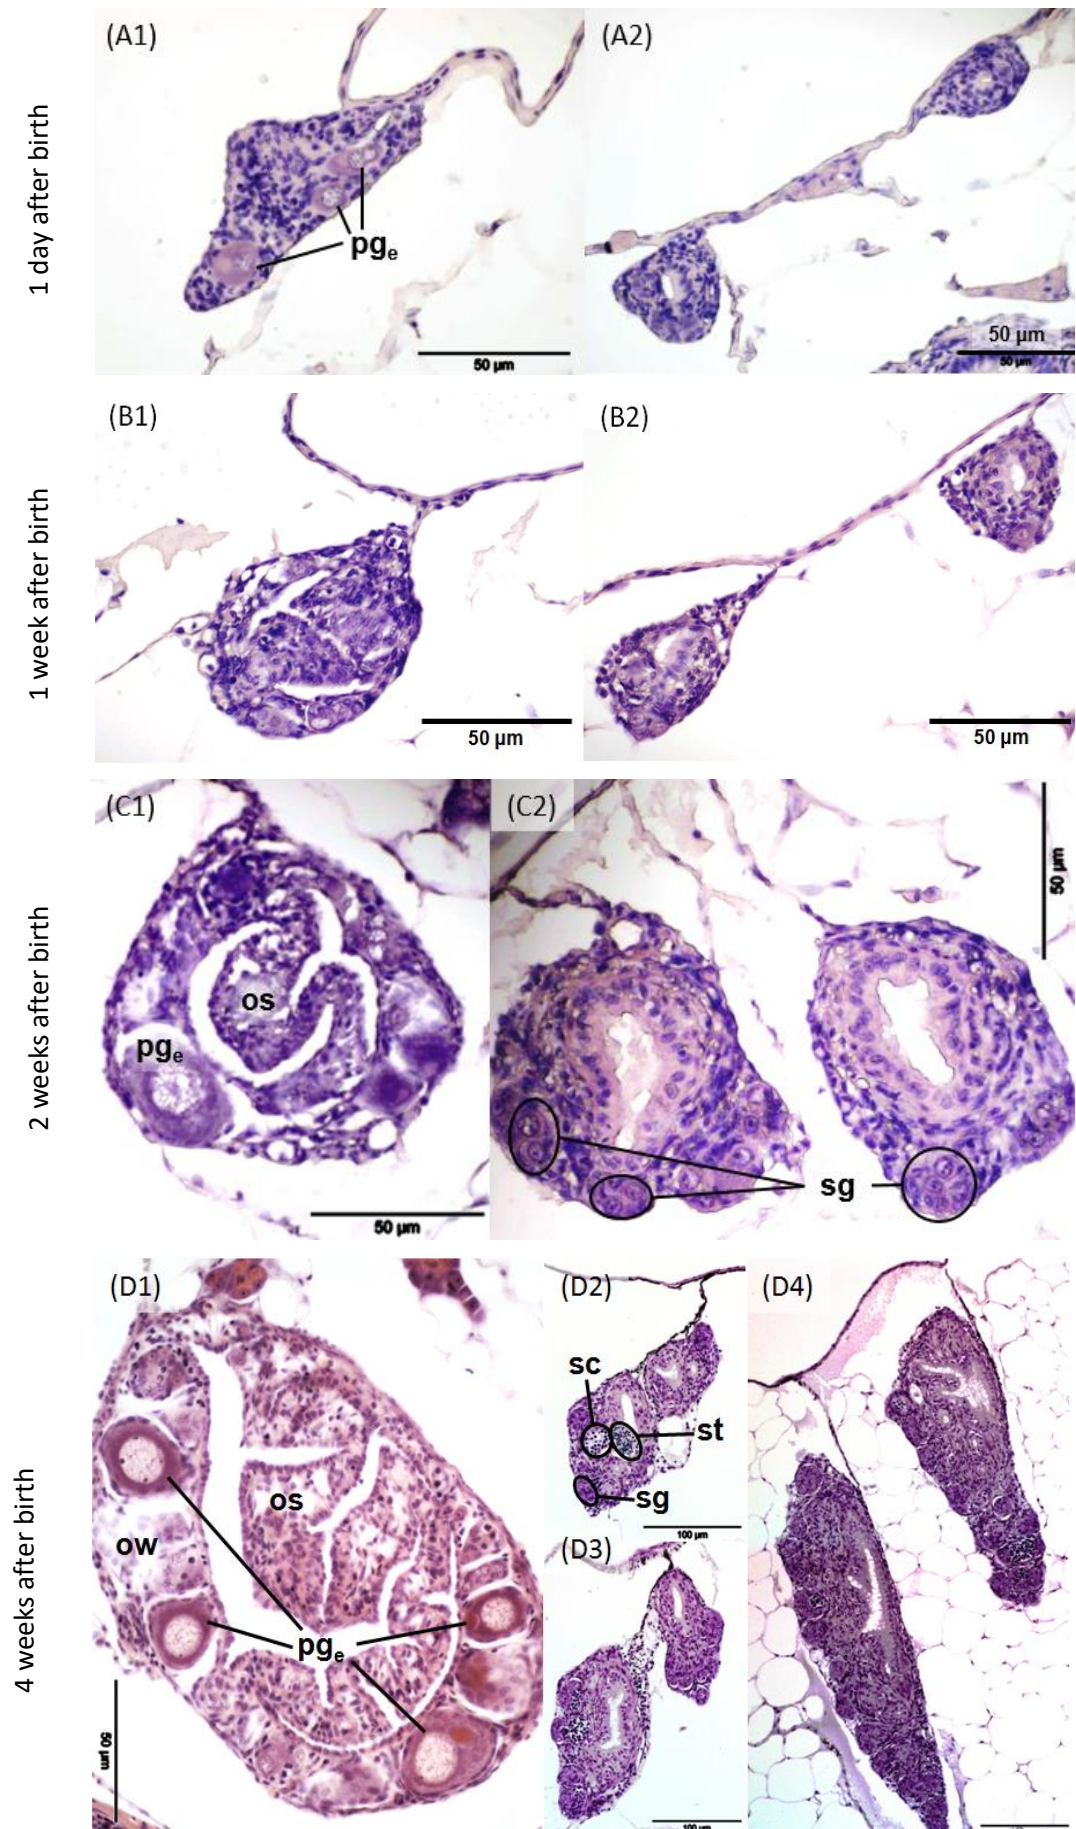 1 day after birth
(A1)
pge
50 µm
(A2)
50 µm
50 µm
1 week after birth
(B1)
50 µm
(B2)
50 µm
2 weeks after birth
(C1)
os
pge
50 µm
(C2)
50 µm
sg
4 weeks after birth
(D1)
os
ow
pge
50 µm
(D2)
sc
st
sg
100 µm
(D3)
100 µm
(D4)